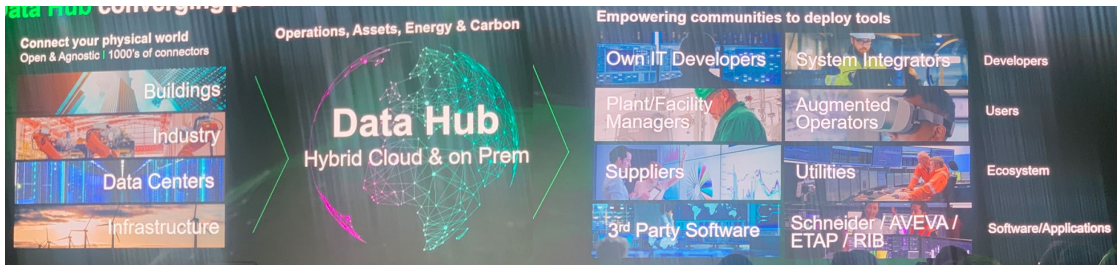 Data Hub converging
Connect your physical world
Open & Agnostic | 1000's of connectors
Buildings
Industry
Data Centers
Infrastructure
Operations, Assets, Energy & Carbon
Data Hub
Hybrid Cloud & on Prem
Empowering communities to deploy tools
Own IT Developers
System Integrators
Developers
Plant/Facility
Managers
Augmented
Operators
Users
Suppliers
Utilities
Ecosystem
3rd Party Software
Schneider / AVEVA /
ETAP / RIB
Software/Applications